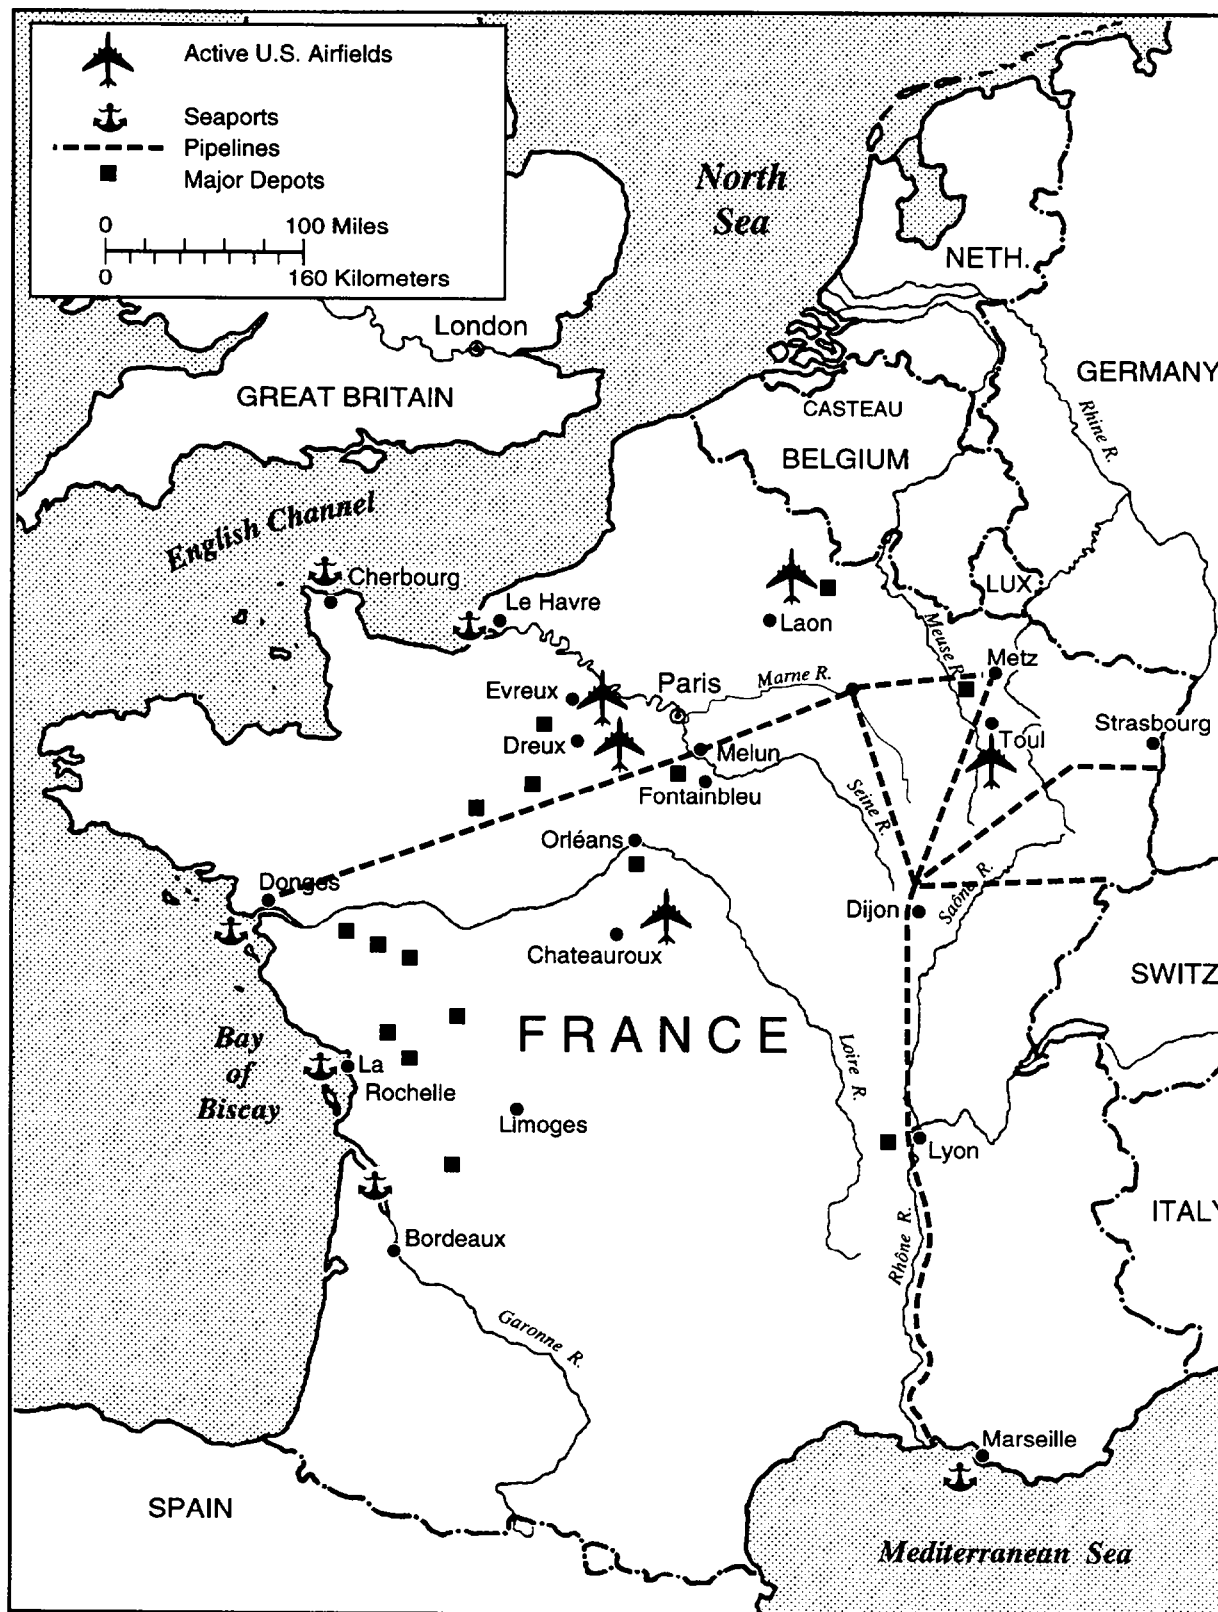 Active U.S. Airfields
Seaports
Pipelines
Major Depots
0 100 Miles
0 160 Kilometers
North
Sea
NETH.
London
GREAT BRITAIN
GERMANY
CASTEAU
Rhine R.
BELGIUM
English Channel
Cherbourg
LUX
Le Havre
Laon
Meuse R.
Metz
Marne R.
Evreux
Paris
Strasbourg
Dreux
Melun
Toul
Fontainbleu
Seine R.
Orléans
Donges
Saône R.
Dijon
Chateauroux
SWITZ
FRANCE
Bay
of
Biscay
Loire R.
La
Rochelle
Limoges
Lyon
ITALY
Rhône R.
Bordeaux
Garonne R.
Marseille
SPAIN
Mediterranean Sea